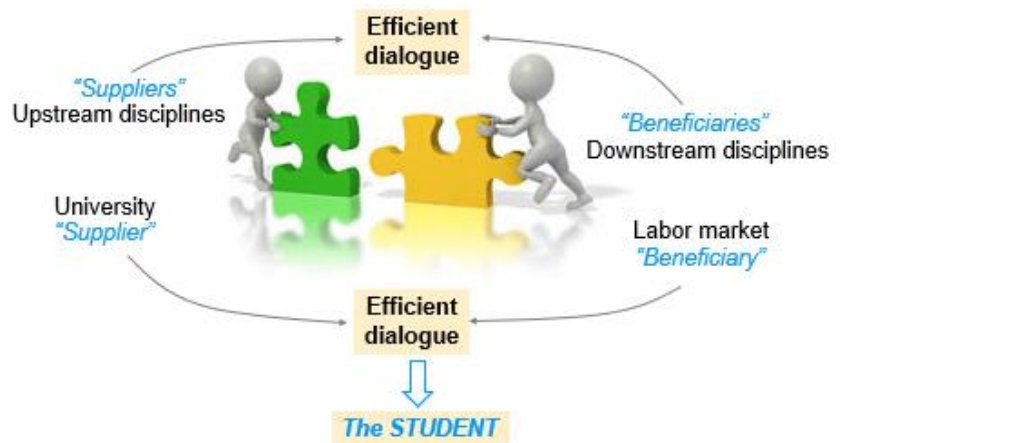 Efficient
dialogue
“Suppliers”
Upstream disciplines
“Beneficiaries”
Downstream disciplines
University
“Supplier”
Labor market
“Beneficiary”
Efficient
dialogue
The STUDENT